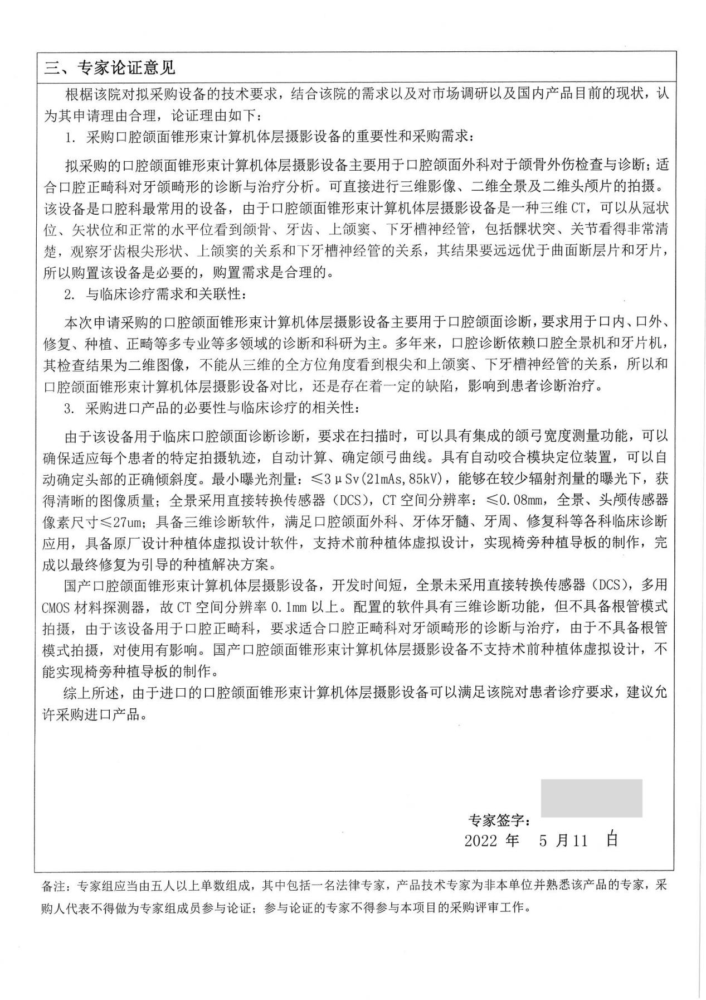 三、专家论证意见
根椐该院对拟采购设备的技术要求，结合该院的需求以及对市场调研以及国内产品目前的现状，认
为其申请理由合理，论证理由如下：
1. 采购口腔颌面锥形束计算机体层摄影设备的重要性和采购需求：
拟采购的口腔颌面锥形束计算机体层摄影设备主要用于口腔颌面外科对于颌骨外伤检查与诊断；适
合口腔正畸科对牙颌畸形的诊断与治疗分析。可直接进行三维影像、二维全景及二维头颅片的拍摄。
该设备是口腔科最常用的设备，由于口腔颌面锥形束计算机体层摄影设备是一种三维 CT，可以从冠状
位、矢状位和正常的水平位看到颌骨、牙齿、上颌窦、下牙槽神经管，包括髁状突、关节看得非常清
楚，观察牙齿根尖形状、上颌窦的关系和下牙槽神经管的关系，其结果要远远优于曲面断层片和牙片，
所以购置该设备是必要的，购置需求是合理的。
2. 与临床诊疗需求和关联性：
本次申请采购的口腔颌面锥形束计算机体层摄影设备主要用于口腔颌面诊断，要求用于口内、口外、
修复、种植、正畸等多专业等多领域的诊断和科研为主。多年来，口腔诊断依赖口腔全景机和牙片机，
其检查结果为二维图像，不能从三维的全方位角度看到根尖和上颌窦、下牙槽神经管的关系，所以和
口腔颌面锥形束计算机体层摄影设备对比，还是存在着一定的缺陷，影响到患者诊断治疗。
3. 采购进口产品的必要性与临床诊疗的相关性：
由于该设备用于临床口腔颌面诊断诊断，要求在扫描时，可以具有集成的颌弓宽度测量功能，可以
确保适应每个患者的特定拍摄轨迹，自动计算、确定颌弓曲线。具有自动咬合模块定位装置，可以自
动确定头部的正确倾斜度。最小曝光剂量：≤3μSv(21mAs,85kV)，能够在较少辐射剂量的曝光下，获
得清晰的图像质量；全景采用直接转换传感器（DCS），CT 空间分辨率：≤0.08mm，全景、头颅传感器
像素尺寸≤27um；具备三维诊断软件，满足口腔颌面外科、牙体牙髓、牙周、修复科等各科临床诊断
应用，具备原厂设计种植体虚拟设计软件，支持术前种植体虚拟设计，实现椅旁种植导板的制作，完
成以最终修复为引导的种植解决方案。
国产口腔颌面锥形束计算机体层摄影设备，开发时间短，全景未采用直接转换传感器（DCS），多用
CMOS 材料探测器，故 CT 空间分辨率 0.1mm 以上。配置的软件具有三维诊断功能，但不具备根管模式
拍摄，由于该设备用于口腔正畸科，要求适合口腔正畸科对牙颌畸形的诊断与治疗，由于不具备根管
模式拍摄，对使用有影响。国产口腔颌面锥形束计算机体层摄影设备不支持术前种植体虚拟设计，不
能实现椅旁种植导板的制作。
综上所述，由于进口的口腔颌面锥形束计算机体层摄影设备可以满足该院对患者诊疗要求，建议允
许采购进口产品。
专家签字：
2022 年 5 月11 日
备注：专家组应当由五人以上单数组成，其中包括一名法律专家，产品技术专家为非本单位并熟悉该产品的专家，采
购人代表不得做为专家组成员参与论证；参与论证的专家不得参与本项目的采购评审工作。